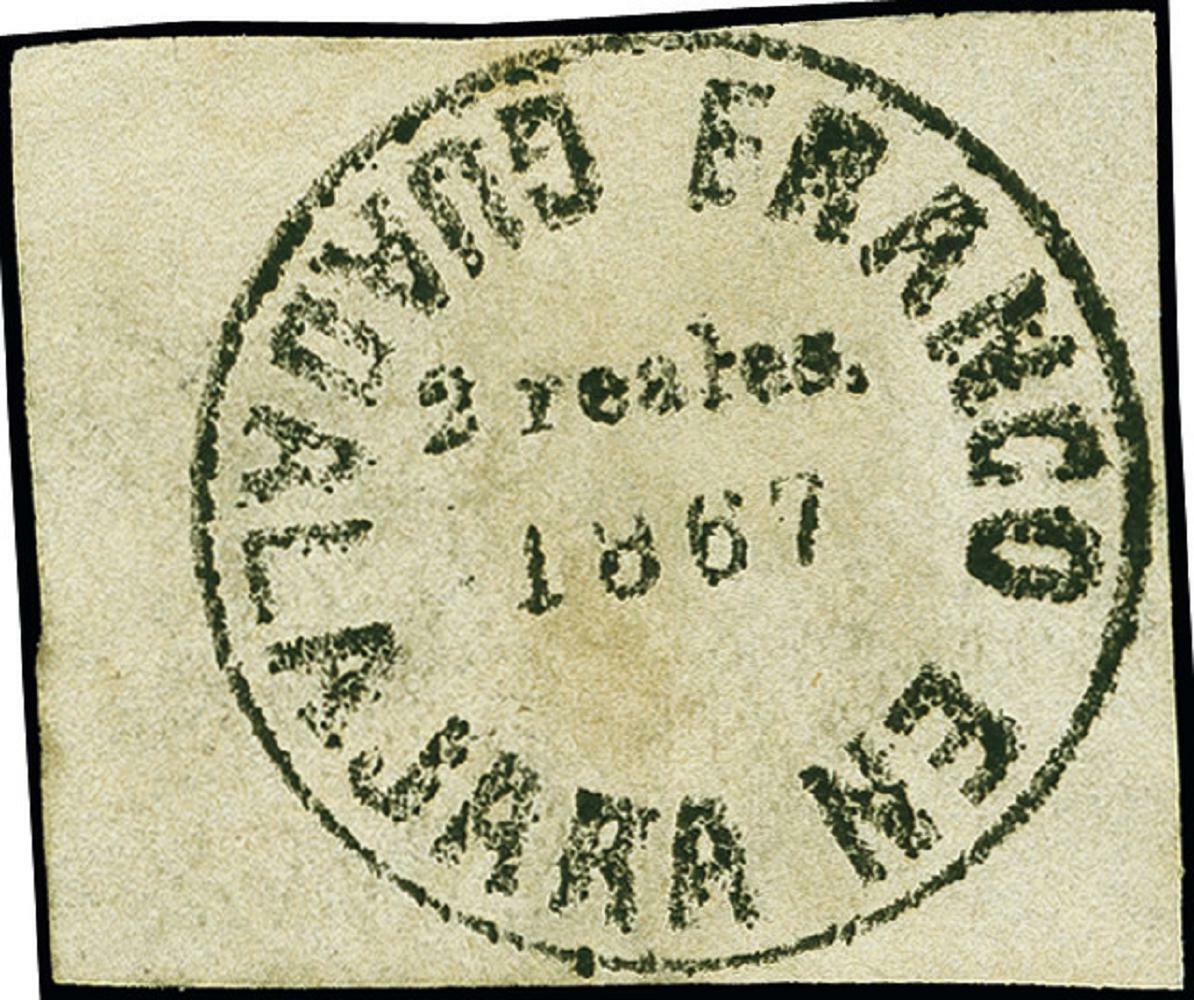 FRANCO EN GUADALAJARA
2 reales.
1867